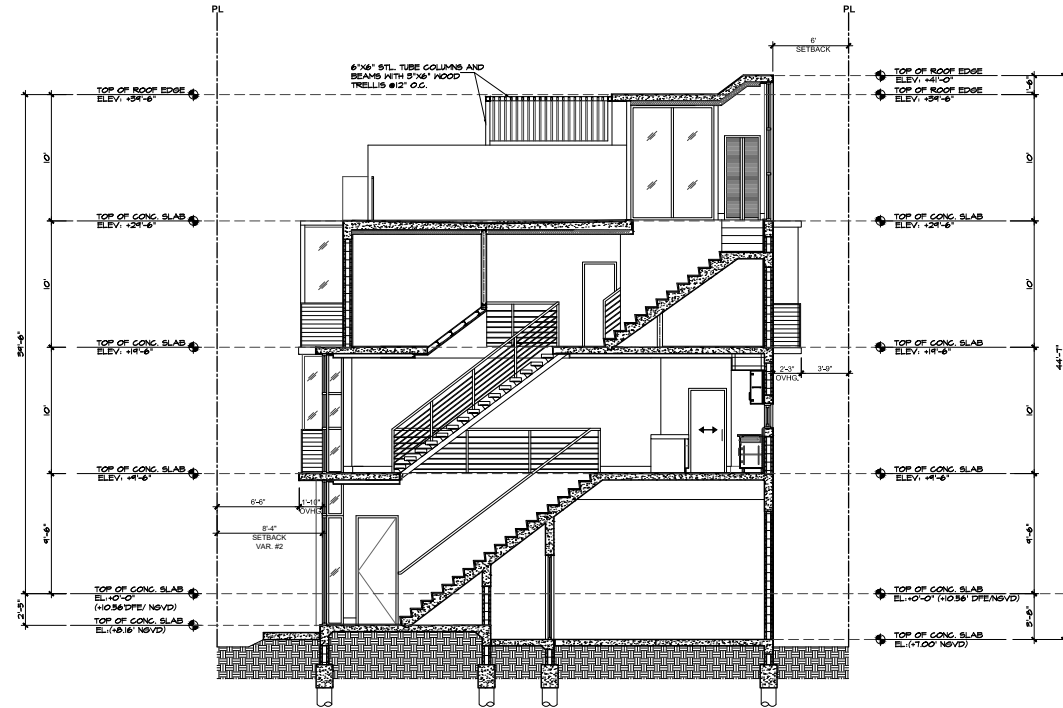 PL
PL
6'
SETBACK
6"X6" STL. TUBE COLUMNS AND
BEAMS WITH 3"X6" WOOD
TRELLIS @12" O.C.
TOP OF ROOF EDGE
ELEV: +41'-0"
TOP OF ROOF EDGE
ELEV: +39'-6"
TOP OF ROOF EDGE
ELEV: +39'-6"
1'-6"
10'
10'
TOP OF CONC. SLAB
ELEV: +29'-6"
TOP OF CONC. SLAB
ELEV: +29'-6"
10'
10'
39'-6"
44'-7"
TOP OF CONC. SLAB
ELEV: +19'-6"
TOP OF CONC. SLAB
ELEV: +19'-6"
2'-3"
OVHG.
3'-9"
10'
10'
TOP OF CONC. SLAB
ELEV: +9'-6"
TOP OF CONC. SLAB
ELEV: +9'-6"
6'-6"
1'-10"
OVHG.
8'-4"
SETBACK
VAR. #2
9'-6"
9'-6"
TOP OF CONC. SLAB
EL:+0'-0"
(+10.36'DFE/ NGVD)
TOP OF CONC. SLAB
EL:+0'-0" (+10.36' DFE/NGVD)
TOP OF CONC. SLAB
EL:(+8.16' NGVD)
TOP OF CONC. SLAB
EL:(+7.00' NGVD)